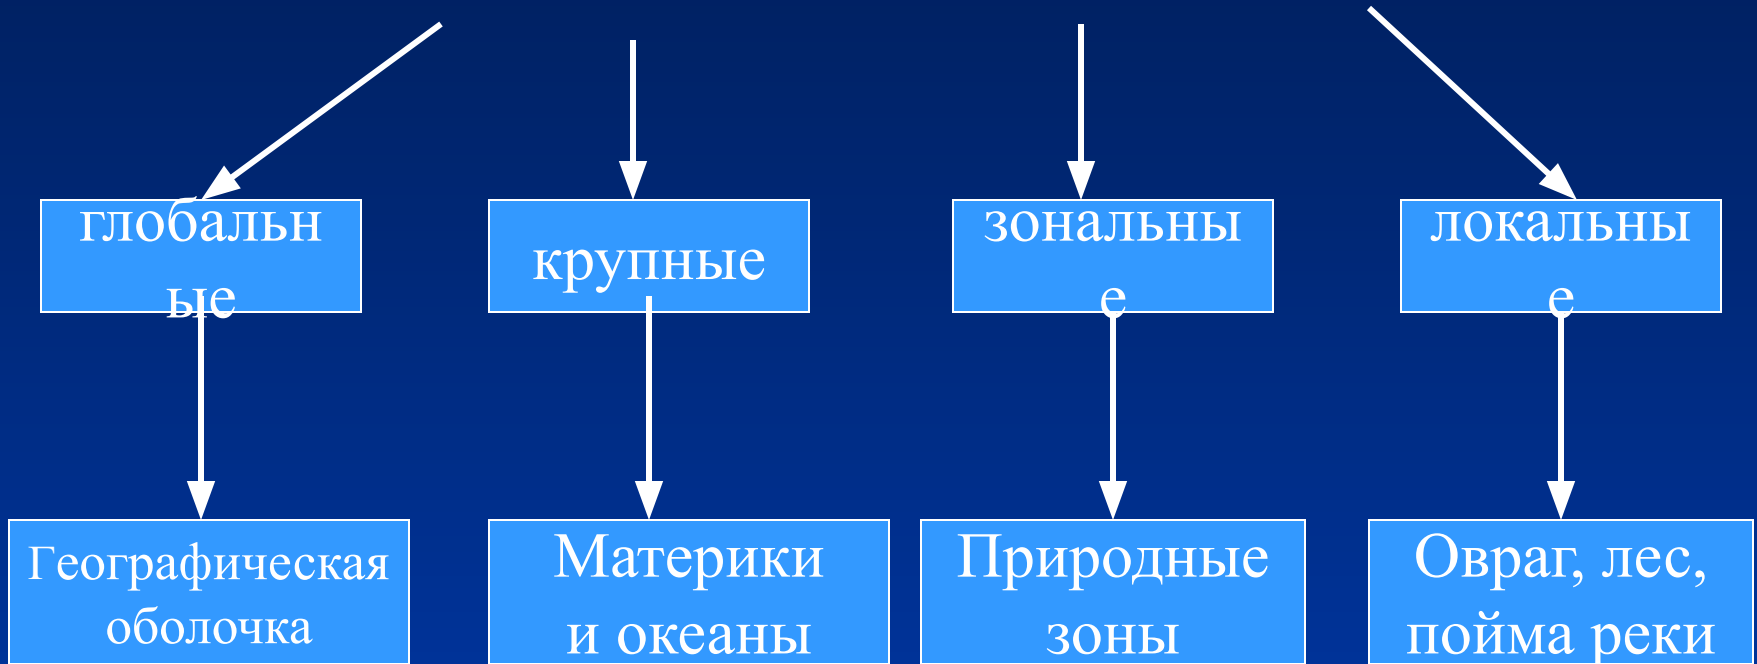 глобальн
ые
крупные
зональны
е
локальны
е
Географическая
оболочка
Материки
и океаны
Природные
зоны
Овраг, лес,
пойма реки